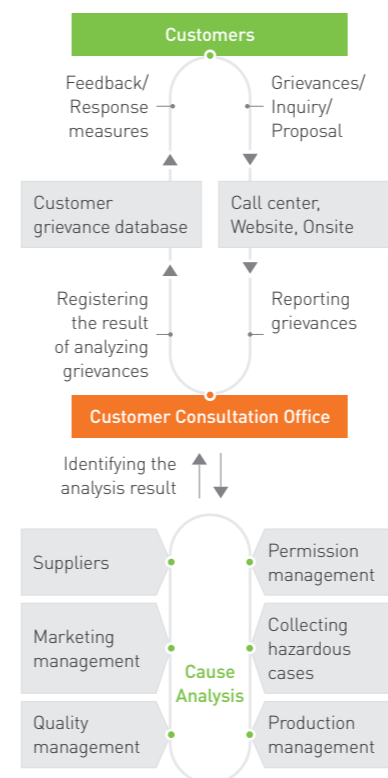 Customers
Feedback/
Response
measures
Grievances/
Inquiry/
Proposal
Customer
grievance database
Call center,
Website, Onsite
Registering
the result
of analyzing
grievances
Reporting
grievances
Customer Consultation Office
Identifying the
analysis result
Suppliers
Permission
management
Marketing
management
Collecting
hazardous
cases
Cause
Analysis
Quality
management
Production
management